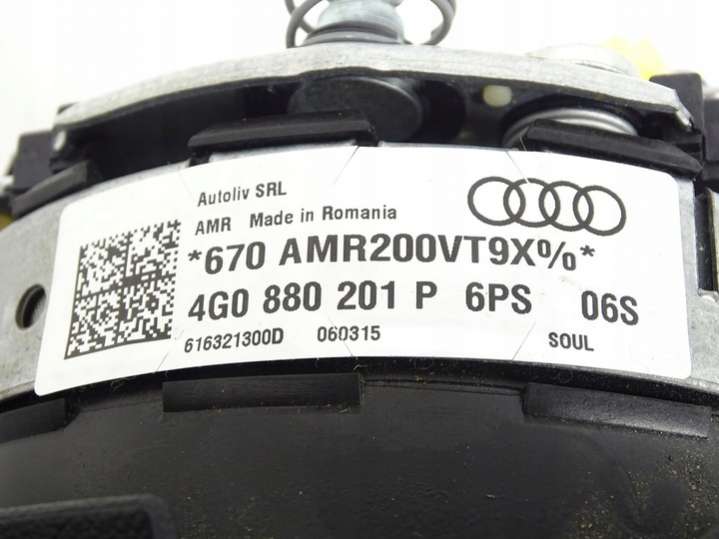 Autoliv SRL
AMR Made in Romania
*670 AMR200VT9X%*
4G0 880 201 P 6PS 06S
616321300D 060315 SOUL